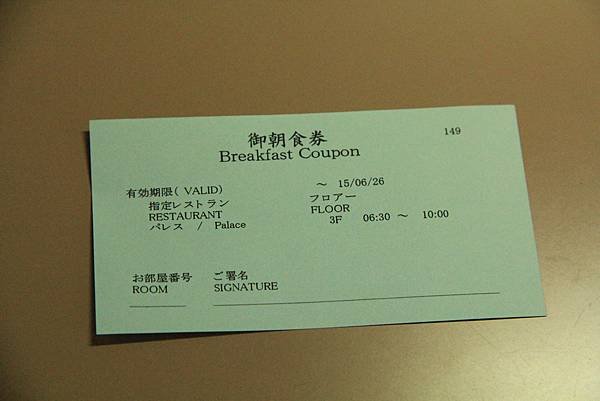 149
御朝食券
Breakfast Coupon
有効期限( VALID) ～ 15/06/26
指定レストラン フロアー
RESTAURANT FLOOR
パレス / Palace 3F 06:30 ～ 10:00
お部屋番号 ご署名
ROOM SIGNATURE